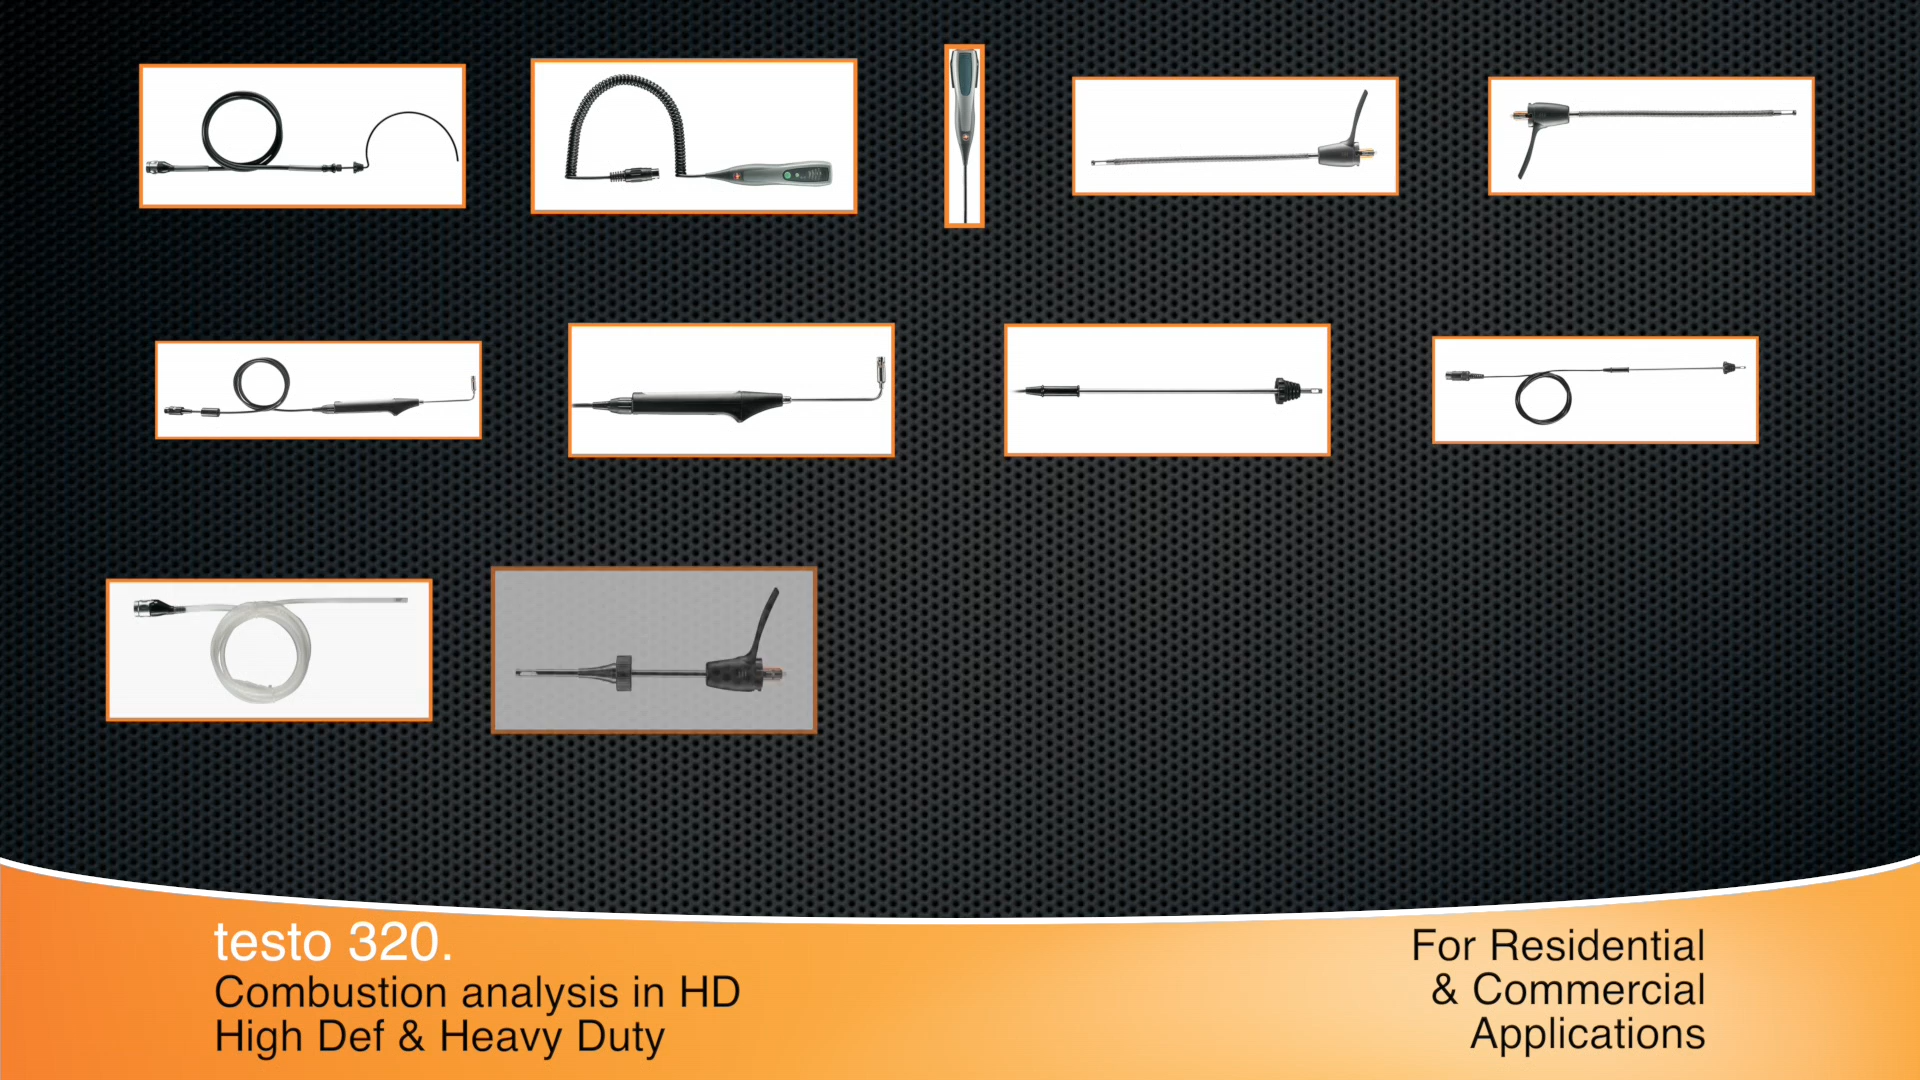 testo 320.
Combustion analysis in HD
High Def & Heavy Duty
For Residential
& Commercial
Applications